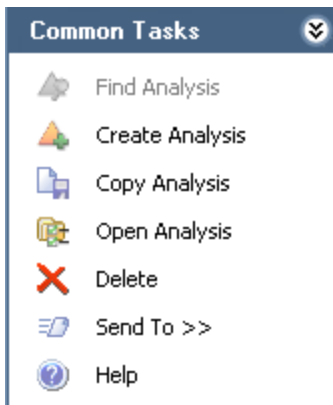 Common Tasks
Find Analysis
Create Analysis
Copy Analysis
Open Analysis
Delete
Send To >>
Help